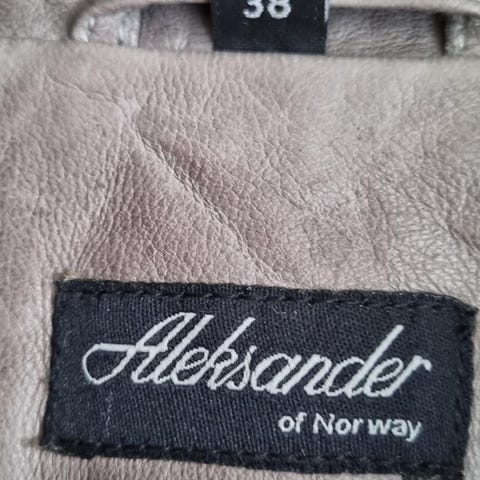 38
Aleksander
of Norway